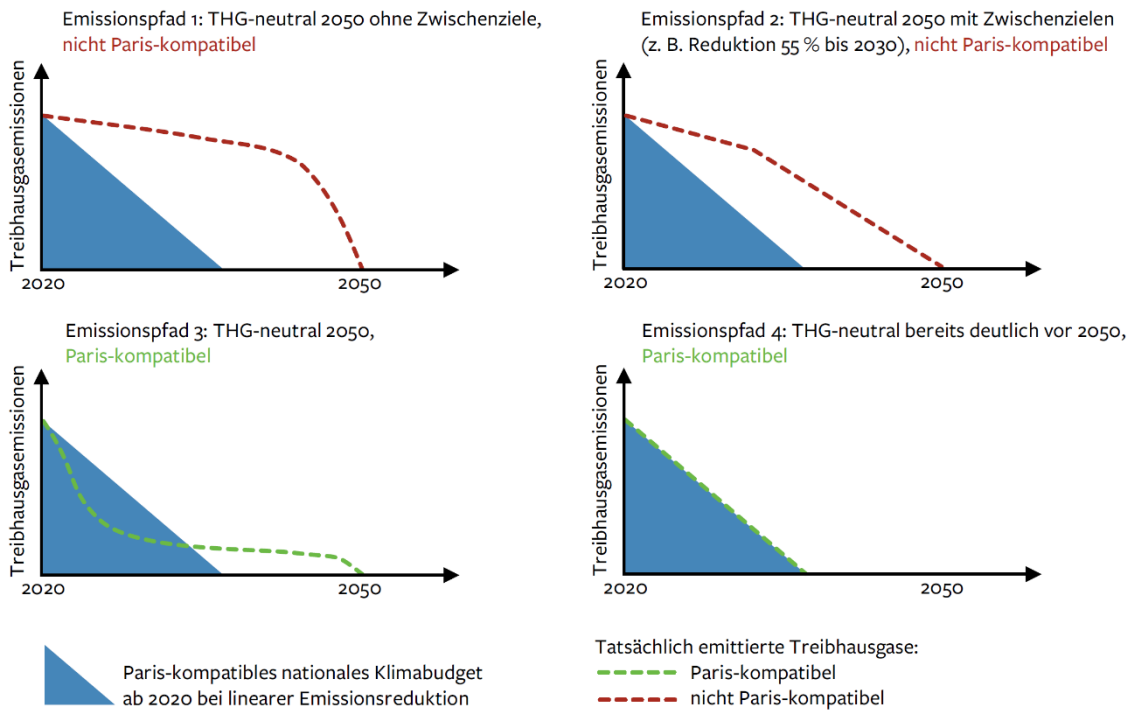 Emissionspfad 1: THG-neutral 2050 ohne Zwischenziele,
nicht Paris-kompatibel
Treibhausgasemissionen
2020
2050
Emissionspfad 2: THG-neutral 2050 mit Zwischenzielen
(z. B. Reduktion 55 % bis 2030), nicht Paris-kompatibel
Treibhausgasemissionen
2020
2050
Emissionspfad 3: THG-neutral 2050,
Paris-kompatibel
Treibhausgasemissionen
2020
2050
Emissionspfad 4: THG-neutral bereits deutlich vor 2050,
Paris-kompatibel
Treibhausgasemissionen
2020
2050
Paris-kompatibles nationales Klimabudget
ab 2020 bei linearer Emissionsreduktion
Tatsächlich emittierte Treibhausgase:
Paris-kompatibel
nicht Paris-kompatibel